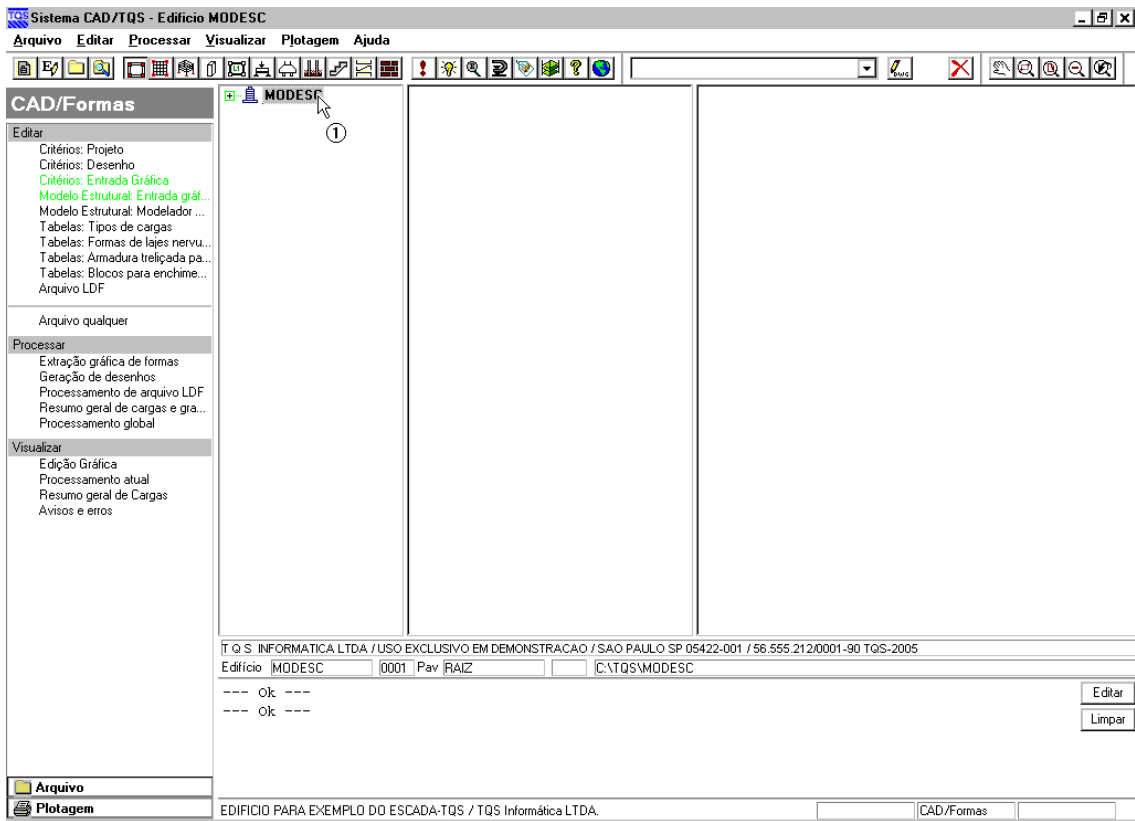 TQS Sistema CAD/TQS - Edificio MODESC
Arquivo Editar Processar Visualizar Plotagem Ajuda
DWG
CAD/Formas
MODESC
1
Editar
Critérios: Projeto
Critérios: Desenho
Critérios: Entrada Gráfica
Modelo Estrutural: Entrada gráf...
Modelo Estrutural: Modelador ...
Tabelas: Tipos de cargas
Tabelas: Formas de lajes nervu...
Tabelas: Armadura treliçada pa...
Tabelas: Blocos para enchime...
Arquivo LDF
Arquivo qualquer
Processar
Extração gráfica de formas
Geração de desenhos
Processamento de arquivo LDF
Resumo geral de cargas e gra...
Processamento global
Visualizar
Edição Gráfica
Processamento atual
Resumo geral de Cargas
Avisos e erros
T Q S INFORMATICA LTDA / USO EXCLUSIVO EM DEMONSTRACAO / SAO PAULO SP 05422-001 / 56.555.212/0001-90 TQS-2005
Edifício MODESC 0001 Pav RAIZ C:\TQS\MODESC
--- Ok ---
--- Ok ---
Editar
Limpar
Arquivo
Plotagem
EDIFICIO PARA EXEMPLO DO ESCADA-TQS / TQS Informática LTDA.
CAD/Formas